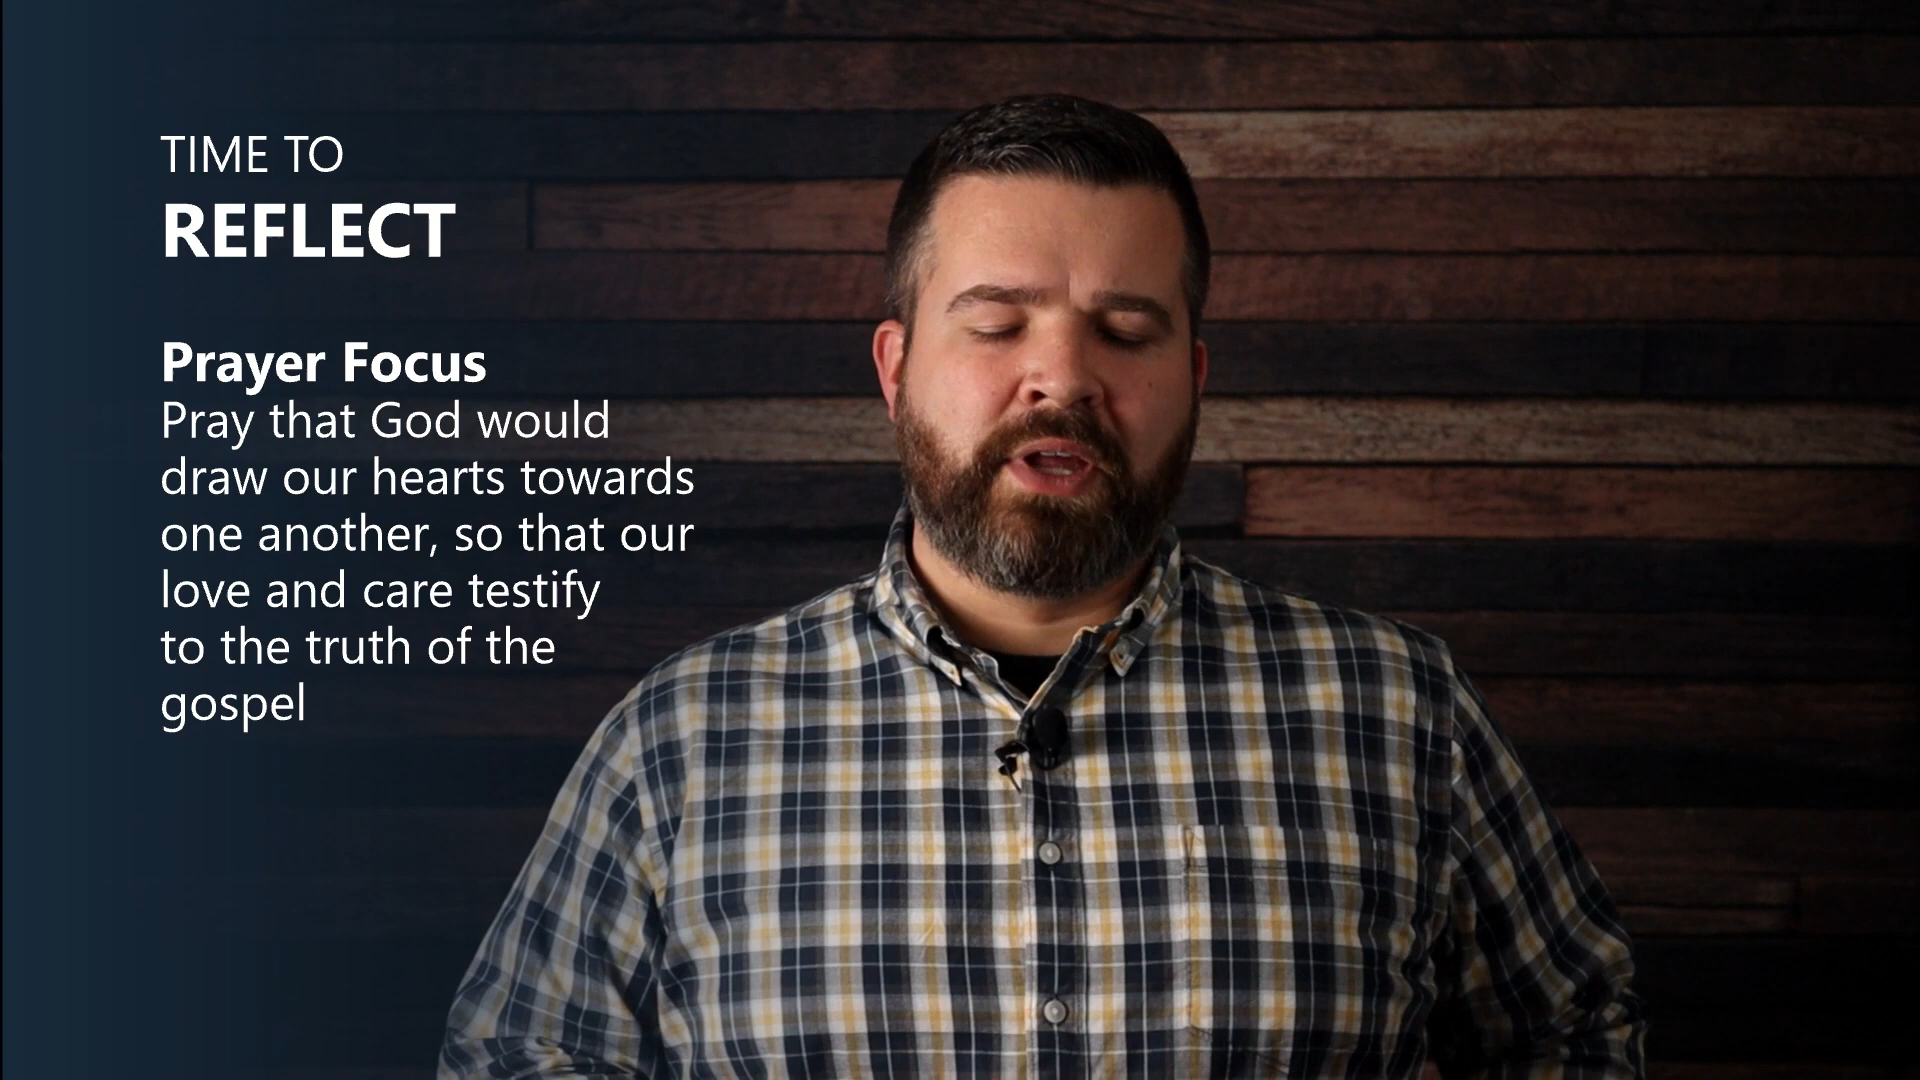 TIME TO
REFLECT
Prayer Focus
Pray that God would
draw our hearts towards
one another, so that our
love and care testify
to the truth of the
gospel